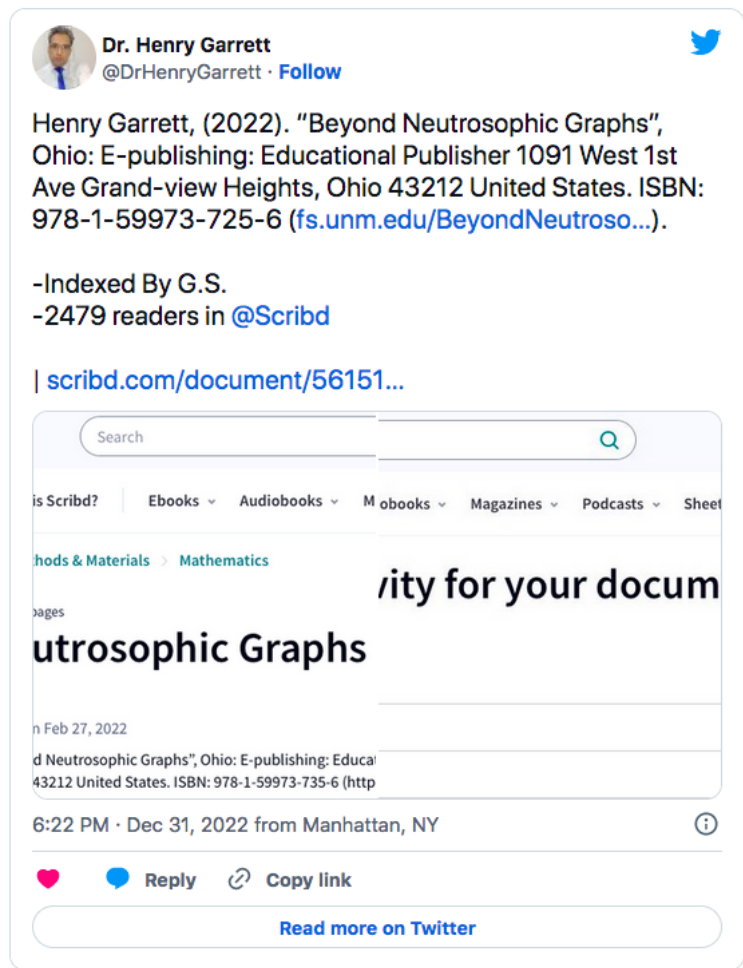 Dr. Henry Garrett
@DrHenryGarrett · Follow
Henry Garrett, (2022). “Beyond Neutrosophic Graphs”,
Ohio: E-publishing: Educational Publisher 1091 West 1st
Ave Grand-view Heights, Ohio 43212 United States. ISBN:
978-1-59973-725-6 (fs.unm.edu/BeyondNeutroso...).
-Indexed By G.S.
-2479 readers in @Scribd
| scribd.com/document/56151...
Search
is Scribd? Ebooks Audiobooks M
obooks Magazines Podcasts Sheet
hods & Materials > Mathematics
pages
utrosophic Graphs
n Feb 27, 2022
d Neutrosophic Graphs”, Ohio: E-publishing: Educat
43212 United States. ISBN: 978-1-59973-735-6 (http
vity for your docum
6:22 PM · Dec 31, 2022 from Manhattan, NY
Reply Copy link
Read more on Twitter